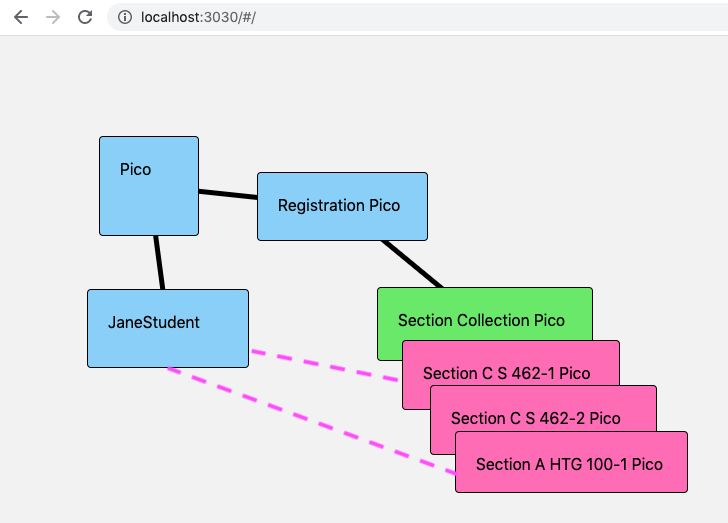 localhost:3030/#/
Pico
Registration Pico
JaneStudent
Section Collection Pico
Section C S 462-1 Pico
Section C S 462-2 Pico
Section A HTG 100-1 Pico